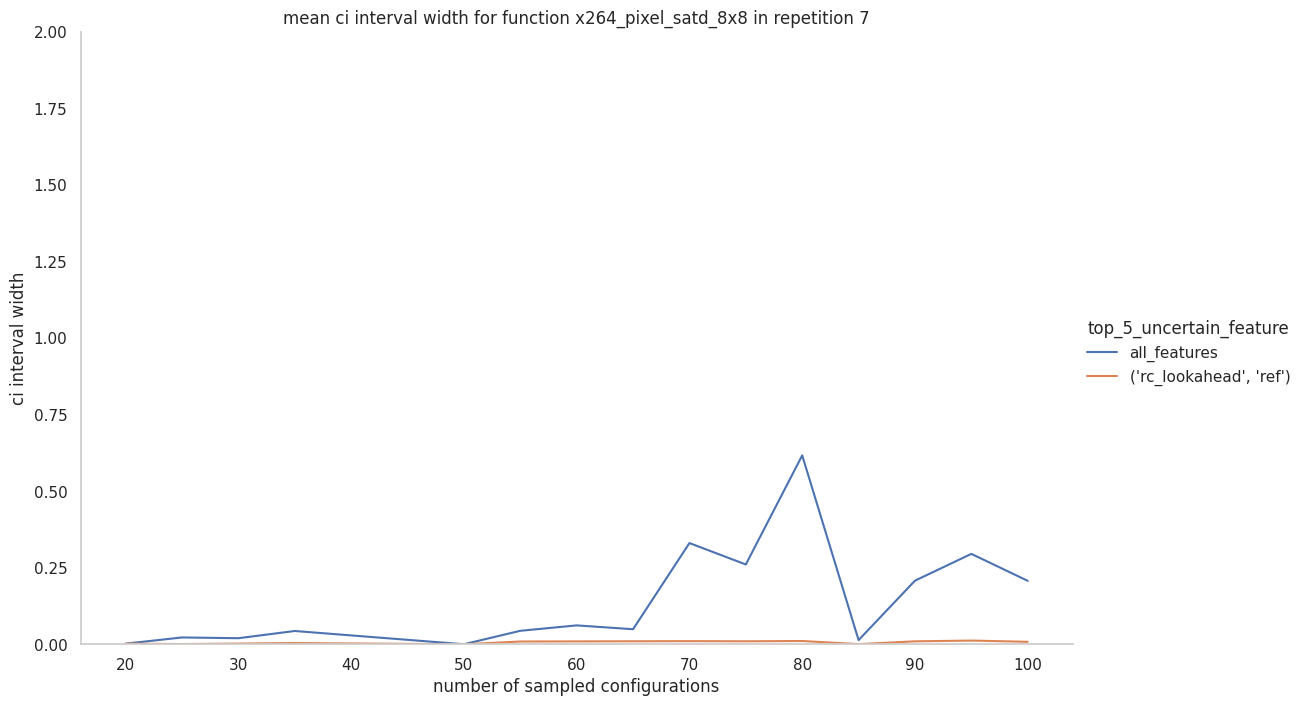 mean ci interval width for function x264_pixel_satd_8x8 in repetition 7
2.00
1.75
1.50
1.25
1.00
0.75
0.50
0.25
0.00
ci interval width
20 30 40 50 60 70 80 90 100
number of sampled configurations
top_5_uncertain_feature
all_features
('rc_lookahead', 'ref')